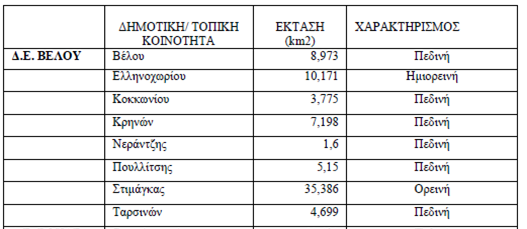 ΔΗΜΟΤΙΚΗ/ ΤΟΠΙΚΗ ΚΟΙΝΟΤΗΤΑ ΕΚΤΑΣΗ (km2) ΧΑΡΑΚΤΗΡΙΣΜΟΣ
Δ.Ε. ΒΕΛΟΥ Βέλου 8,973 Πεδινή
Ελληνοχωρίου 10,171 Ημιορεινή
Κοκκωνίου 3,775 Πεδινή
Κρηνών 7,198 Πεδινή
Νεράντζης 1,6 Πεδινή
Πουλλίτσης 5,15 Πεδινή
Στιμάγκας 35,386 Ορεινή
Ταρσινών 4,699 Πεδινή